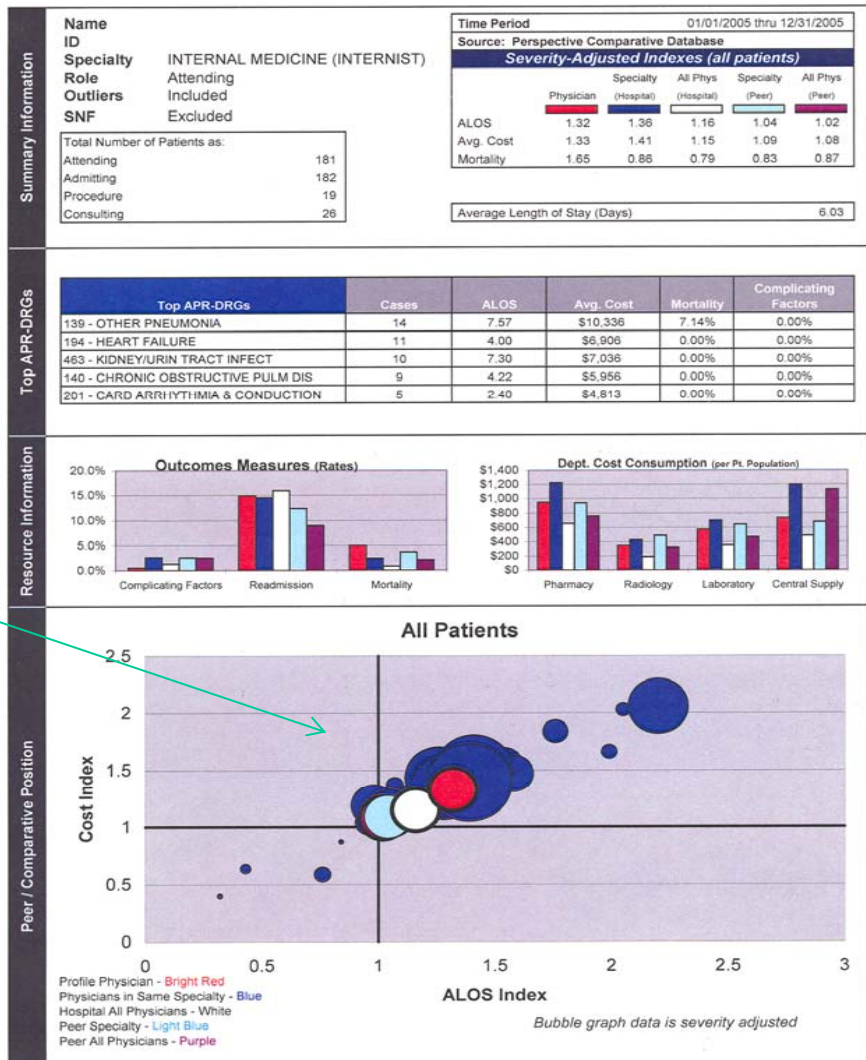 Summary Information
Name
ID
Specialty INTERNAL MEDICINE (INTERNIST)
Role Attending
Outliers Included
SNF Excluded
Total Number of Patients as:
Attending 181
Admitting 182
Procedure 19
Consulting 26
Time Period 01/01/2005 thru 12/31/2005
Source: Perspective Comparative Database
Severity-Adjusted Indexes (all patients)
Specialty All Phys Specialty All Phys
Physician (Hospital) (Hospital) (Peer) (Peer)
ALOS 1.32 1.36 1.16 1.04 1.02
Avg. Cost 1.33 1.41 1.15 1.09 1.08
Mortality 1.65 0.86 0.79 0.83 0.87
Average Length of Stay (Days) 6.03
Top APR-DRGs
Top APR-DRGs Cases ALOS Avg. Cost Mortality Complicating Factors
139 - OTHER PNEUMONIA 14 7.57 $10,336 7.14% 0.00%
194 - HEART FAILURE 11 4.00 $6,906 0.00% 0.00%
463 - KIDNEY/URIN TRACT INFECT 10 7.30 $7,036 0.00% 0.00%
140 - CHRONIC OBSTRUCTIVE PULM DIS 9 4.22 $5,956 0.00% 0.00%
201 - CARD ARRHYTHMIA & CONDUCTION 5 2.40 $4,813 0.00% 0.00%
Resource Information
Outcomes Measures (Rates)
20.0%
15.0%
10.0%
5.0%
0.0%
Complicating Factors Readmission Mortality
Dept. Cost Consumption (per Pt. Population)
$1,400
$1,200
$1,000
$800
$600
$400
$200
$0
Pharmacy Radiology Laboratory Central Supply
Peer / Comparative Position
All Patients
Cost Index
2.5
2
1.5
1
0.5
0
0 0.5 1 1.5 2 2.5 3
ALOS Index
Profile Physician - Bright Red
Physicians in Same Specialty - Blue
Hospital All Physicians - White
Peer Specialty - Light Blue
Peer All Physicians - Purple
Bubble graph data is severity adjusted